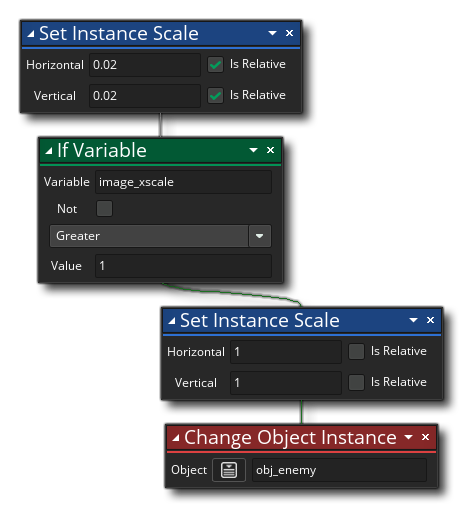 Set Instance Scale
Horizontal 0.02 Is Relative
Vertical 0.02 Is Relative
If Variable
Variable image_xscale
Not
Greater
Value 1
Set Instance Scale
Horizontal 1 Is Relative
Vertical 1 Is Relative
Change Object Instance
Object obj_enemy